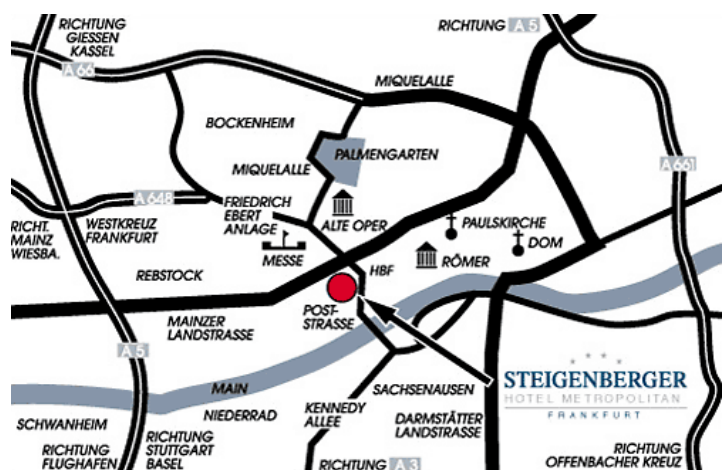 RICHTUNG
GIESSEN
KASSEL
RICHTUNG A 5
A 66
MIQUELALLE
BOCKENHEIM
PALMENGARTEN
MIQUELALLE
A 661
A 648
FRIEDRICH
EBERT
ANLAGE
ALTE OPER
PAULSKIRCHE
RICHT.
MAINZ
WIESBA.
WESTKREUZ
FRANKFURT
DOM
MESSE
HBF
RÖMER
REBSTOCK
POST-
STRASSE
MAINZER
LANDSTRASSE
A 5
STEIGENBERGER
HOTEL METROPOLITAN
FRANKFURT
MAIN
SACHSENAUSEN
NIEDERRAD
KENNEDY
ALLEE
DARMSTÄTTER
LANDSTRASSE
SCHWANHEIM
RICHTUNG
FLUGHAFEN
RICHTUNG
STUTTGART
BASEL
RICHTUNG A 3
RICHTUNG
OFFENBACHER KREUZ